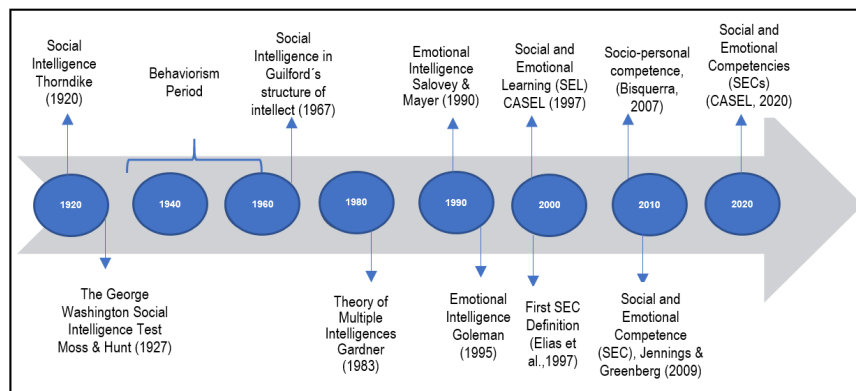 Social
Intelligence
Thorndike
(1920)
Behaviorism
Period
Social
Intelligence in
Guilford´s
structure of
intellect (1967)
Emotional
Intelligence
Salovey &
Mayer (1990)
Social and
Emotional
Learning (SEL)
CASEL (1997)
Socio-personal
competence,
(Bisquerra,
2007)
Social and
Emotional
Competencies
(SECs)
(CASEL, 2020)
1920
1940
1960
1980
1990
2000
2010
2020
The George
Washington Social
Intelligence Test
Moss & Hunt (1927)
Theory of
Multiple
Intelligences
Gardner
(1983)
Emotional
Intelligence
Goleman
(1995)
First SEC
Definition
(Elias et
al.,1997)
Social and
Emotional
Competence
(SEC), Jennings &
Greenberg (2009)